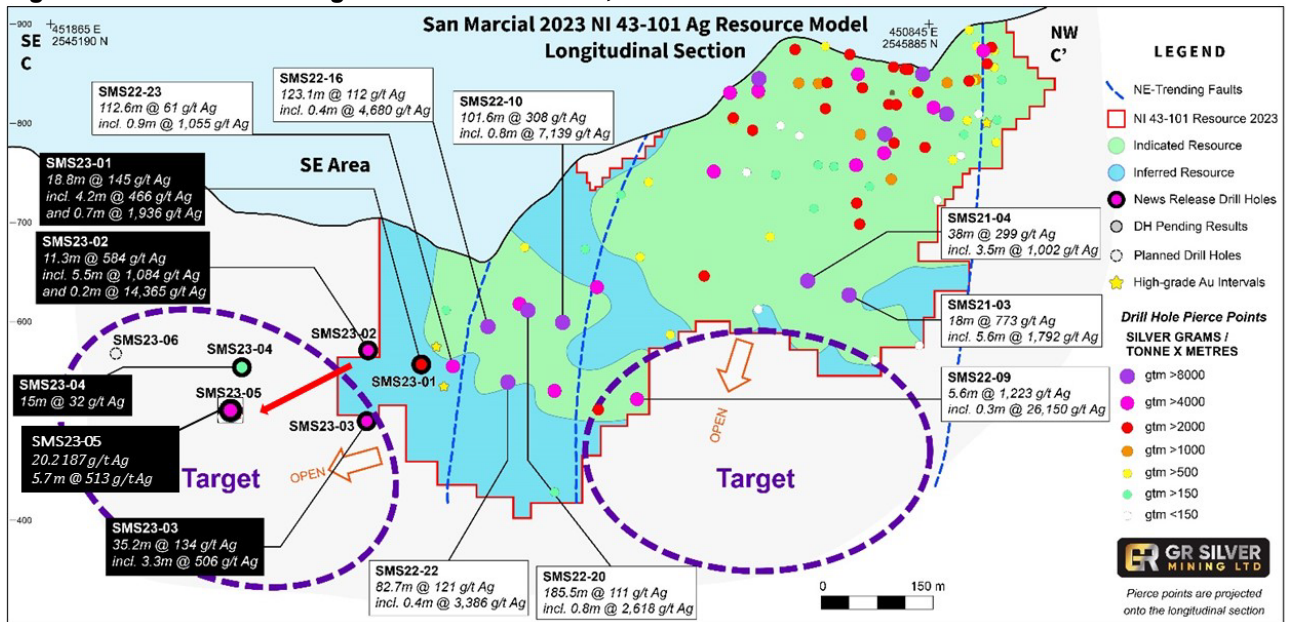 San Marcial 2023 NI 43-101 Ag Resource Model
Longitudinal Section
900
451865 E
2545190 N
SE
C
450845 E
2545885 N
NW
C'
800
700
600
400
SMS22-23
112.6m @ 61 g/t Ag
incl. 0.9m @ 1,055 g/t Ag
SMS22-16
123.1m @ 112 g/t Ag
incl. 0.4m @ 4,680 g/t Ag
SMS22-10
101.6m @ 308 g/t Ag
incl. 0.8m @ 7,139 g/t Ag
SMS23-01
18.8m @ 145 g/t Ag
incl. 4.2m @ 466 g/t Ag
and 0.7m @ 1,936 g/t Ag
SE Area
SMS23-02
11.3m @ 584 g/t Ag
incl. 5.5m @ 1,084 g/t Ag
and 0.2m @ 14,365 g/t Ag
SMS21-04
38m @ 299 g/t Ag
incl. 3.5m @ 1,002 g/t Ag
SMS21-03
18m @ 773 g/t Ag
incl. 5.6m @ 1,792 g/t Ag
SMS22-09
5.6m @ 1,223 g/t Ag
incl. 0.3m @ 26,150 g/t Ag
SMS23-06
SMS23-04
SMS23-02
SMS23-01
SMS23-05
SMS23-03
SMS23-04
15m @ 32 g/t Ag
SMS23-05
20.2 187 g/t Ag
5.7 m @ 513 g/t Ag
Target
OPEN
OPEN
Target
SMS23-03
35.2m @ 134 g/t Ag
incl. 3.3m @ 506 g/t Ag
SMS22-22
82.7m @ 121 g/t Ag
incl. 0.4m @ 3,386 g/t Ag
SMS22-20
185.5m @ 111 g/t Ag
incl. 0.8m @ 2,618 g/t Ag
0 150 m
LEGEND
NE-Trending Faults
NI 43-101 Resource 2023
Indicated Resource
Inferred Resource
News Release Drill Holes
DH Pending Results
Planned Drill Holes
High-grade Au Intervals
Drill Hole Pierce Points
SILVER GRAMS /
TONNE X METRES
gtm >8000
gtm >4000
gtm >2000
gtm >1000
gtm >500
gtm >150
gtm <150
GR SILVER
MINING LTD
Pierce points are projected
onto the longitudinal section